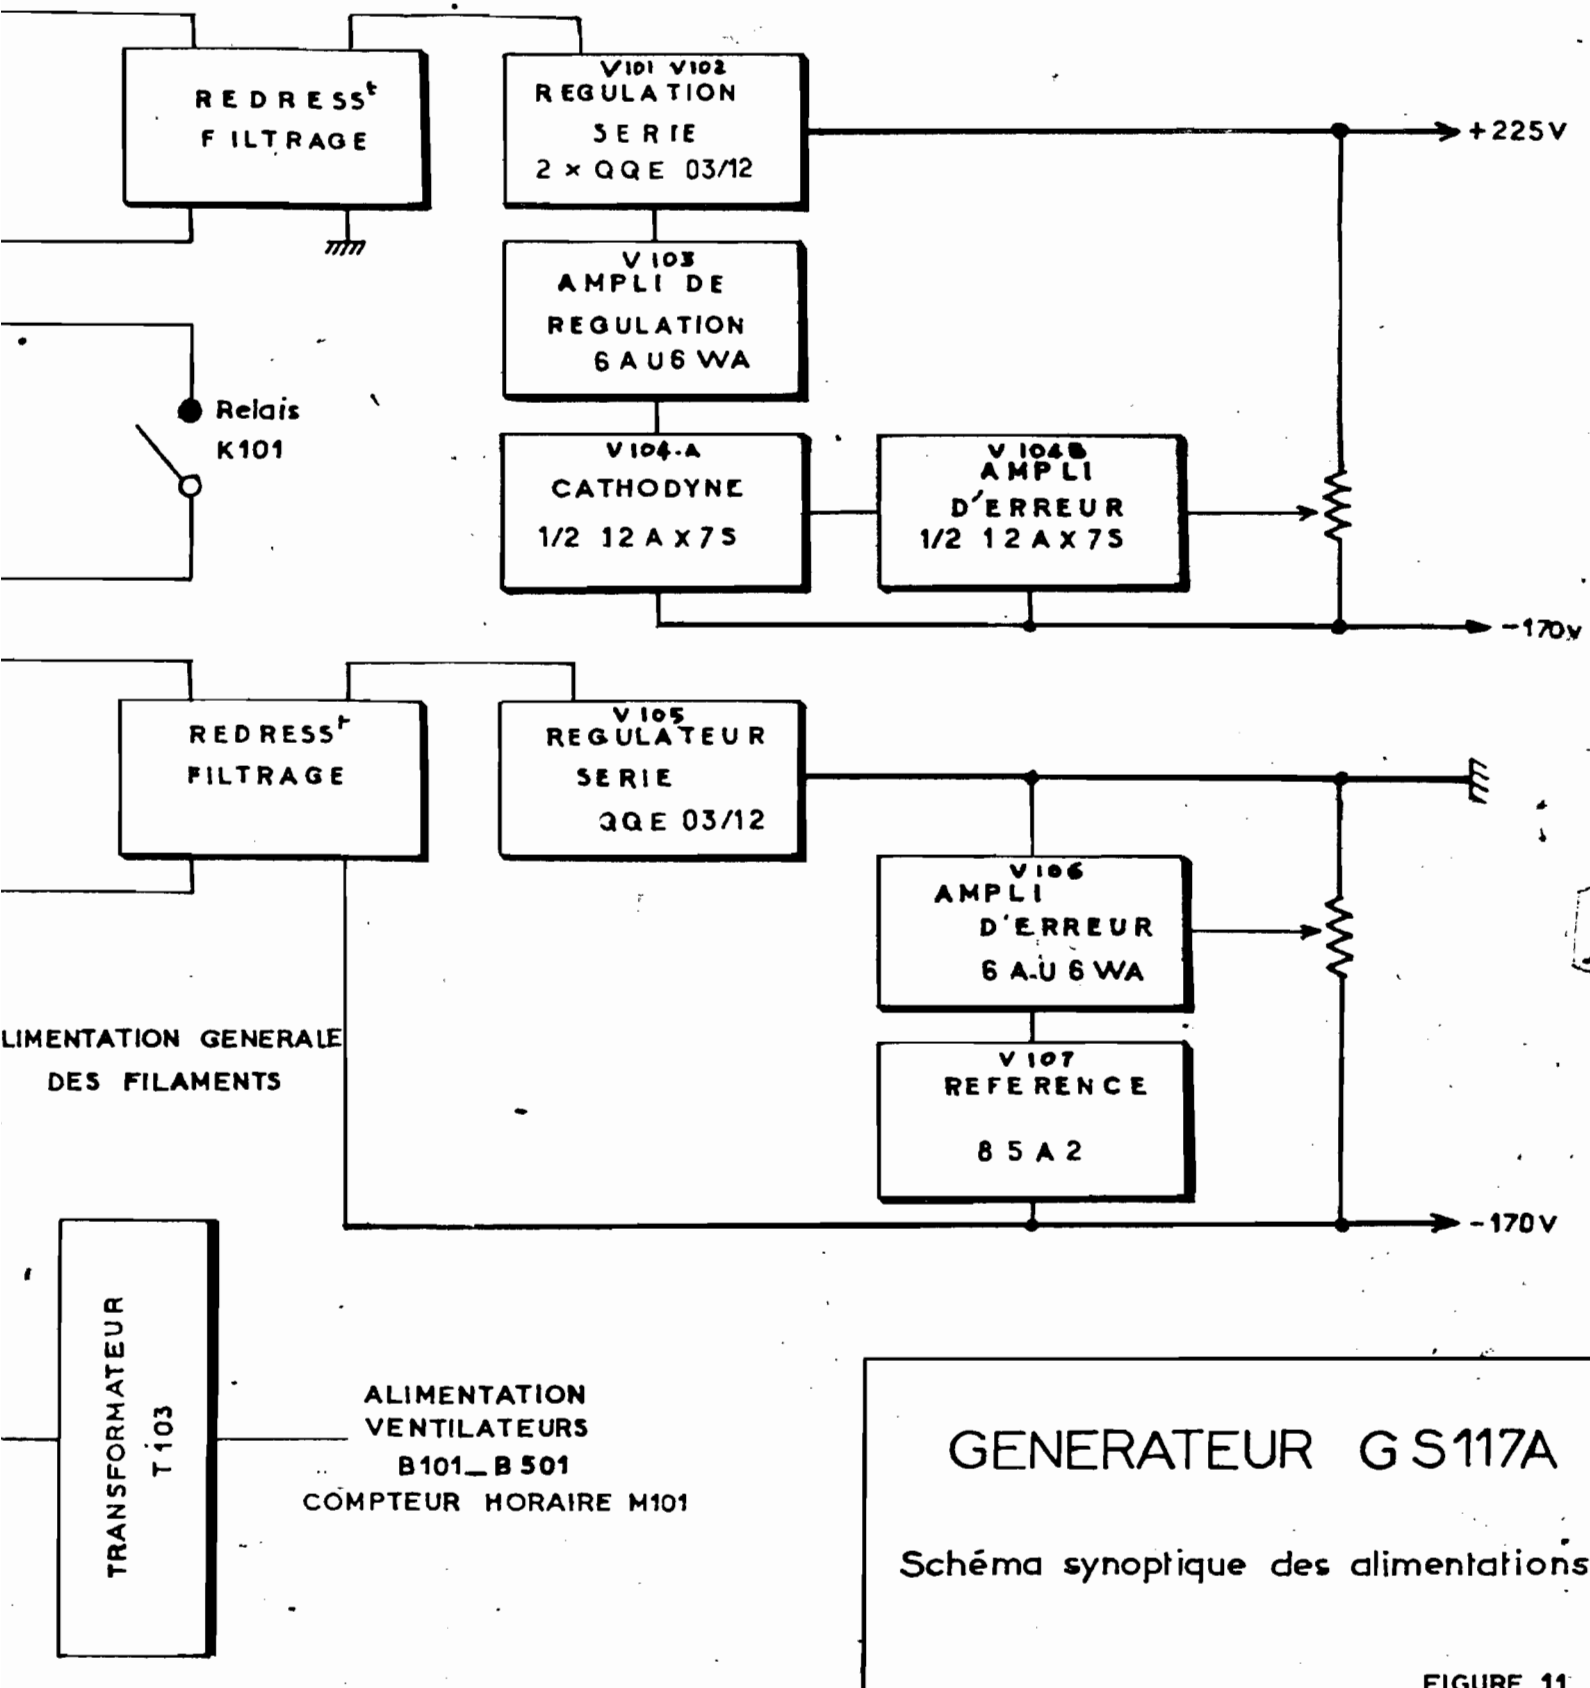 REDRESSt
FILTRAGE
V101 V102
REGULATION
SERIE
2 x QQE 03/12
+225V
V103
AMPLI DE
REGULATION
6AU6WA
Relais
K101
V104-A
CATHODYNE
1/2 12AX7S
V104B
AMPLI
D'ERREUR
1/2 12AX7S
-170V
REDRESSt
FILTRAGE
V105
REGULATEUR
SERIE
QQE 03/12
V106
AMPLI
D'ERREUR
6AU6WA
LIMENTATION GENERALE
DES FILAMENTS
V107
REFERENCE
85A2
-170V
TRANSFORMATEUR
T103
ALIMENTATION
VENTILATEURS
B101_B501
COMPTEUR HORAIRE M101
GENERATEUR GS117A
Schéma synoptique des alimentations
FIGURE 11